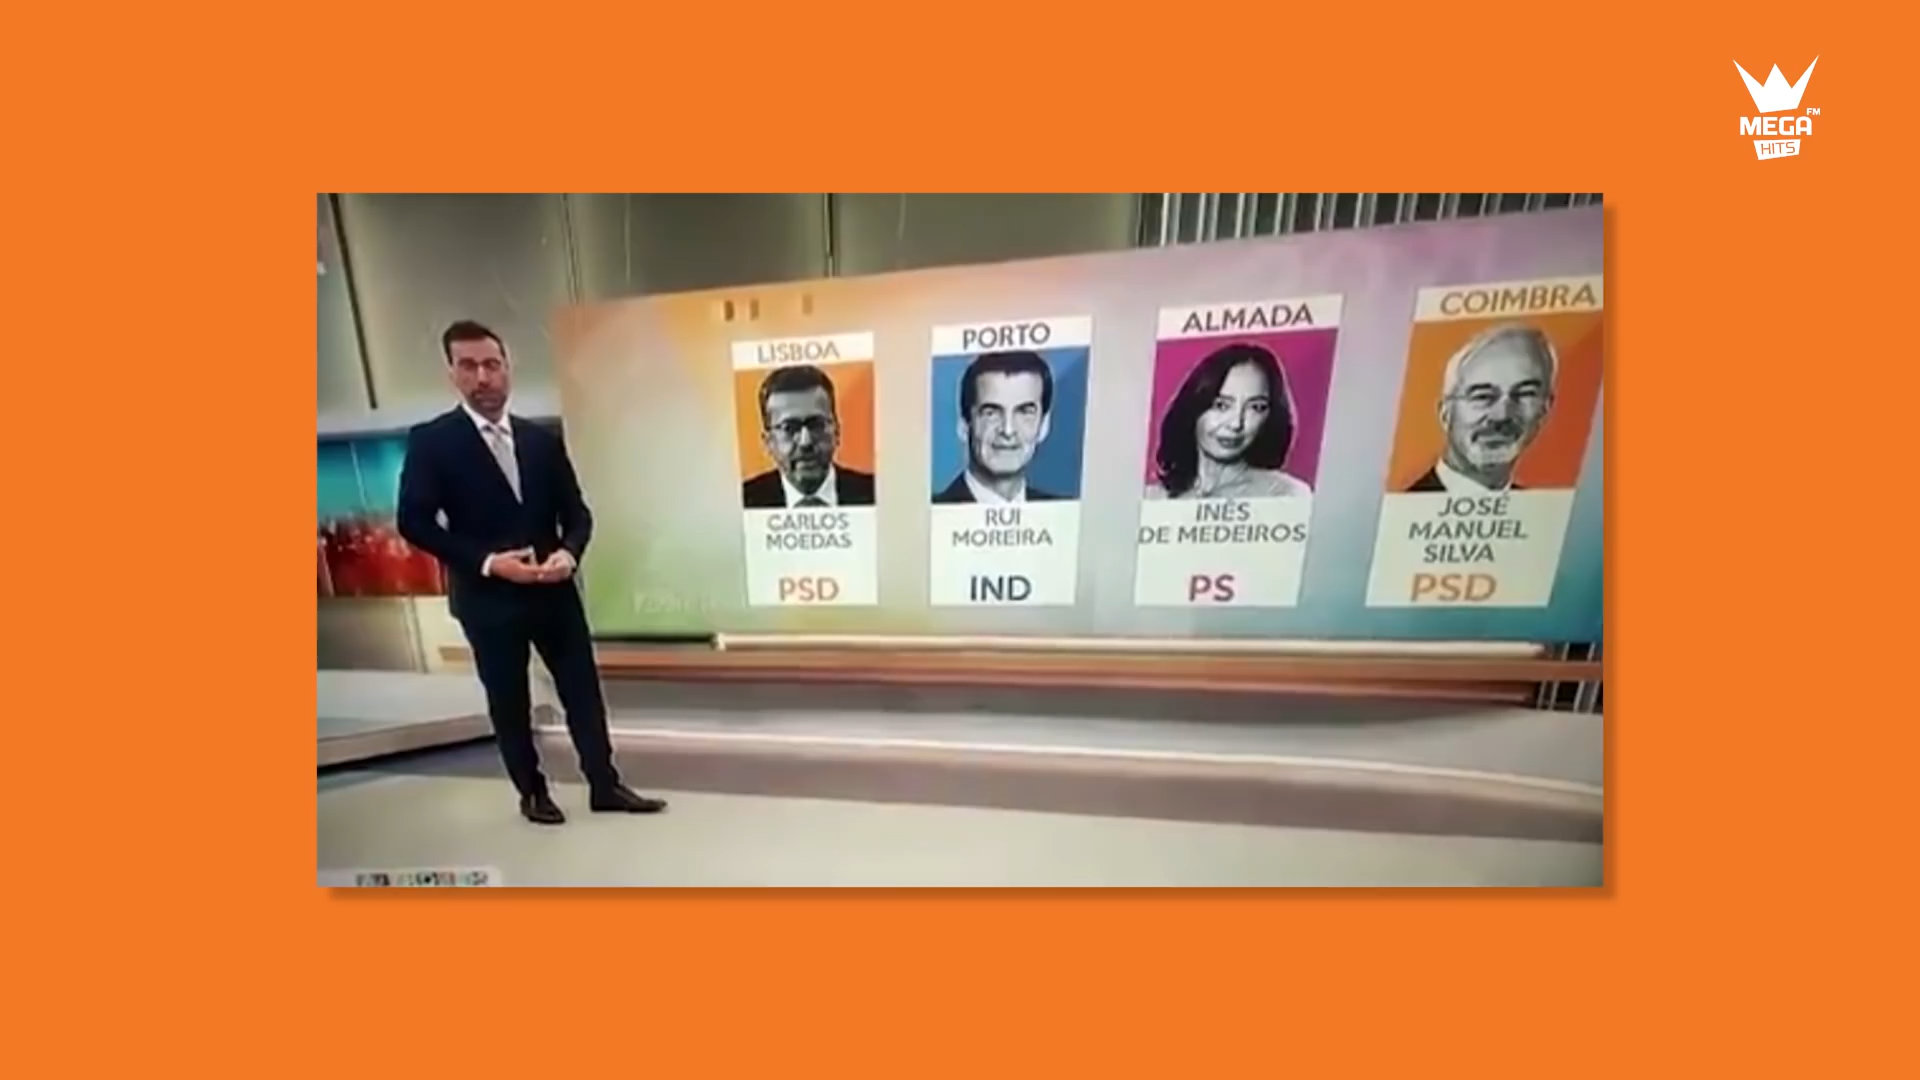 MEGA FM
HITS
LISBOA
CARLOS
MOEDAS
PSD
PORTO
RUI
MOREIRA
IND
ALMADA
INÊS
DE MEDEIROS
PS
COIMBRA
JOSÉ
MANUEL
SILVA
PSD